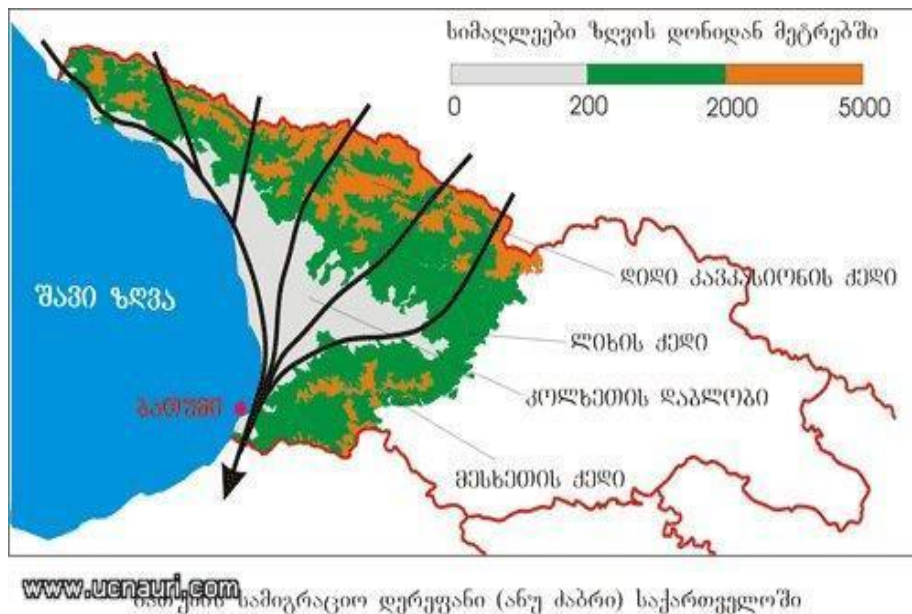 სიმაღლეები ზღვის დონიდან მეტრებში
0 200 2000 5000
შავი ზღვა
დიდი კავკასიონის ქედი
ლიხის ქედი
კოლხეთის დაბლობი
ბათუმი
მესხეთის ქედი
www.ucnauri.com
სამიგრაციო დერეფანი (ანუ ძაბრი) საქართველოში